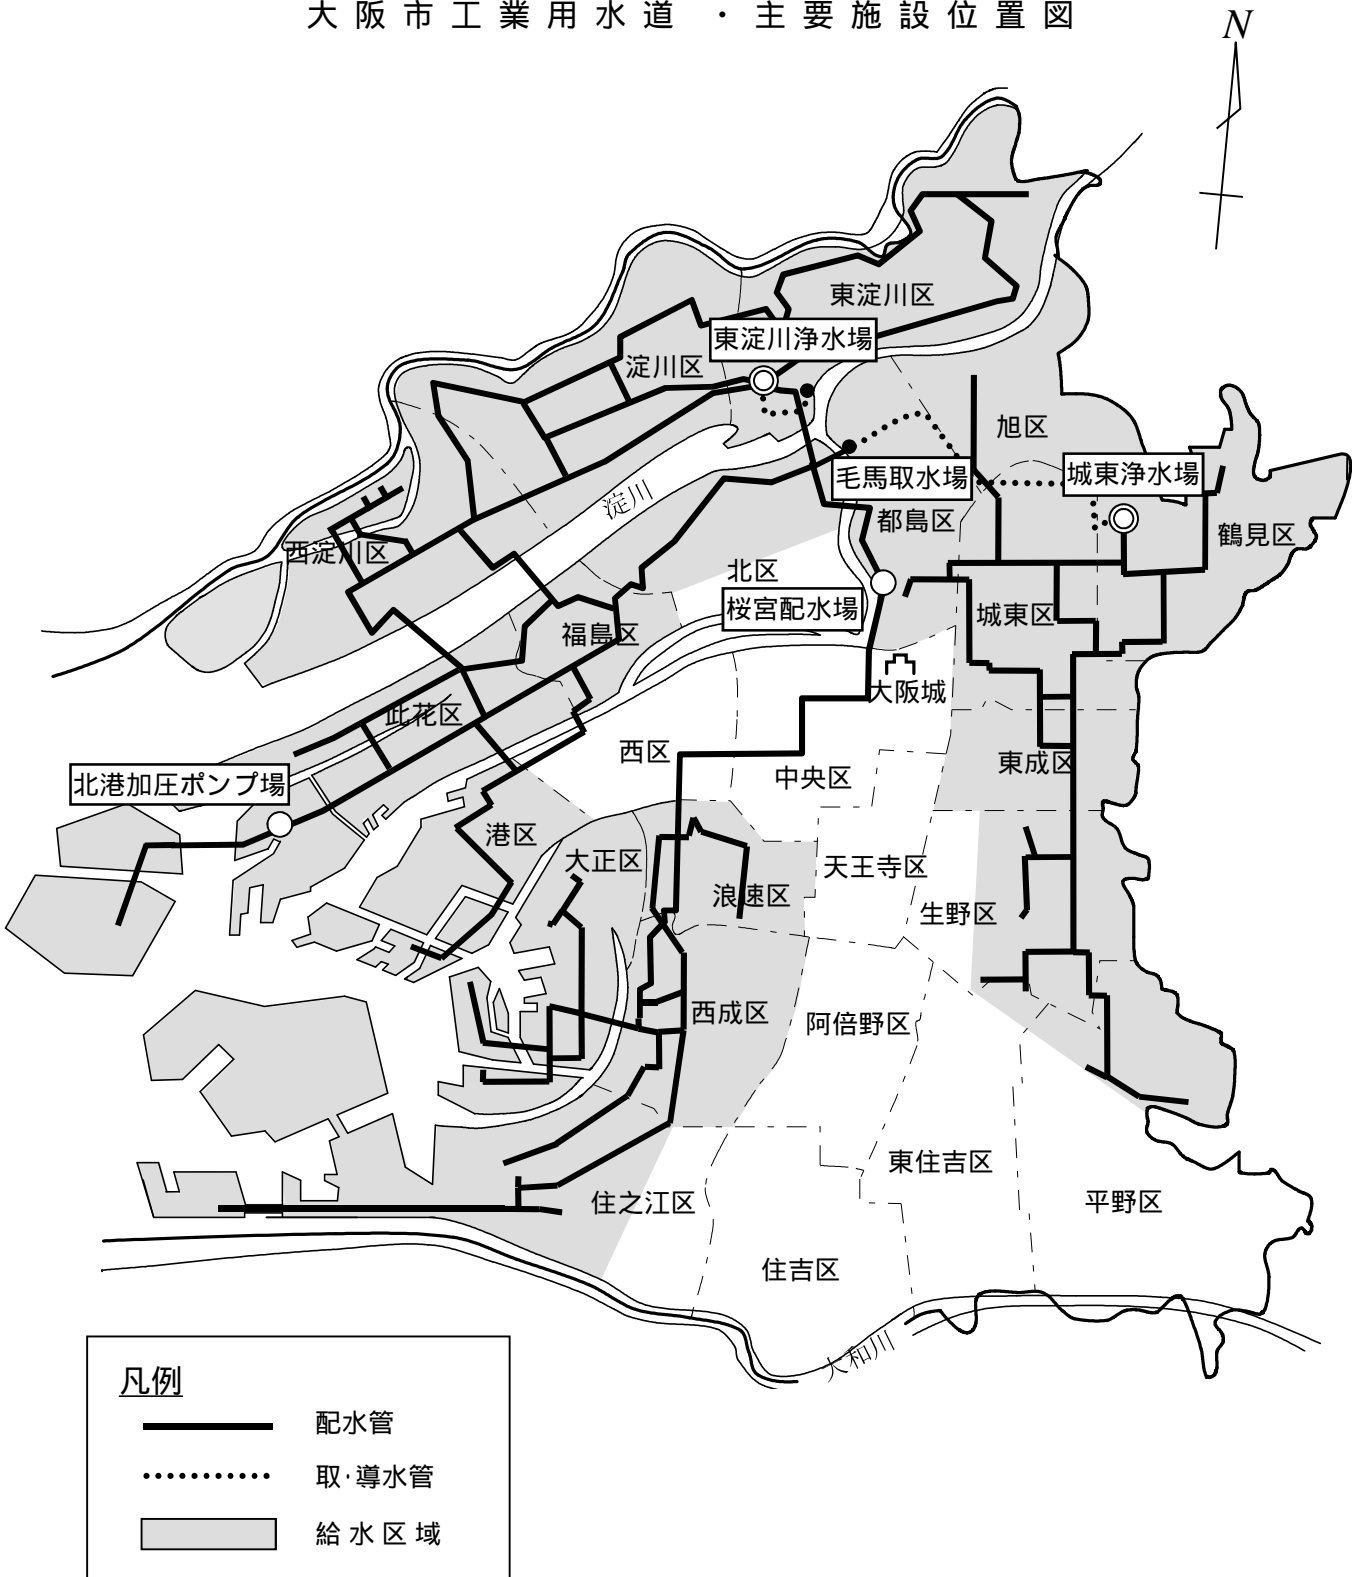 大阪市工業用水道 ・主要施設位置図
N
東淀川区
東淀川浄水場
淀川区
旭区
毛馬取水場
城東浄水場
淀川
都島区
鶴見区
西淀川区
北区
桜宮配水場
城東区
福島区
大阪城
此花区
西区
東成区
中央区
北港加圧ポンプ場
港区
大正区
天王寺区
浪速区
生野区
西成区
阿倍野区
東住吉区
平野区
住之江区
住吉区
大和川
凡例
配水管
取・導水管
給水区域